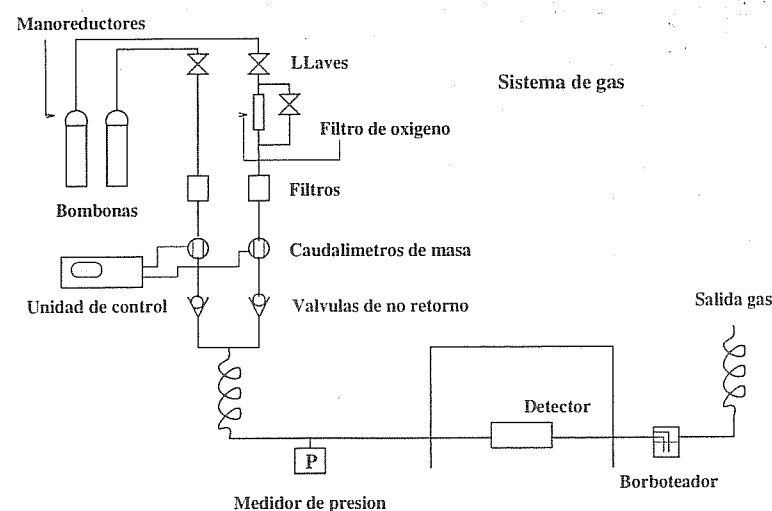 Manoreductores
LLaves
Sistema de gas
Filtro de oxigeno
Filtros
Bombonas
Caudalimetros de masa
Unidad de control
Valvulas de no retorno
Salida gas
Detector
P
Borboteador
Medidor de presion